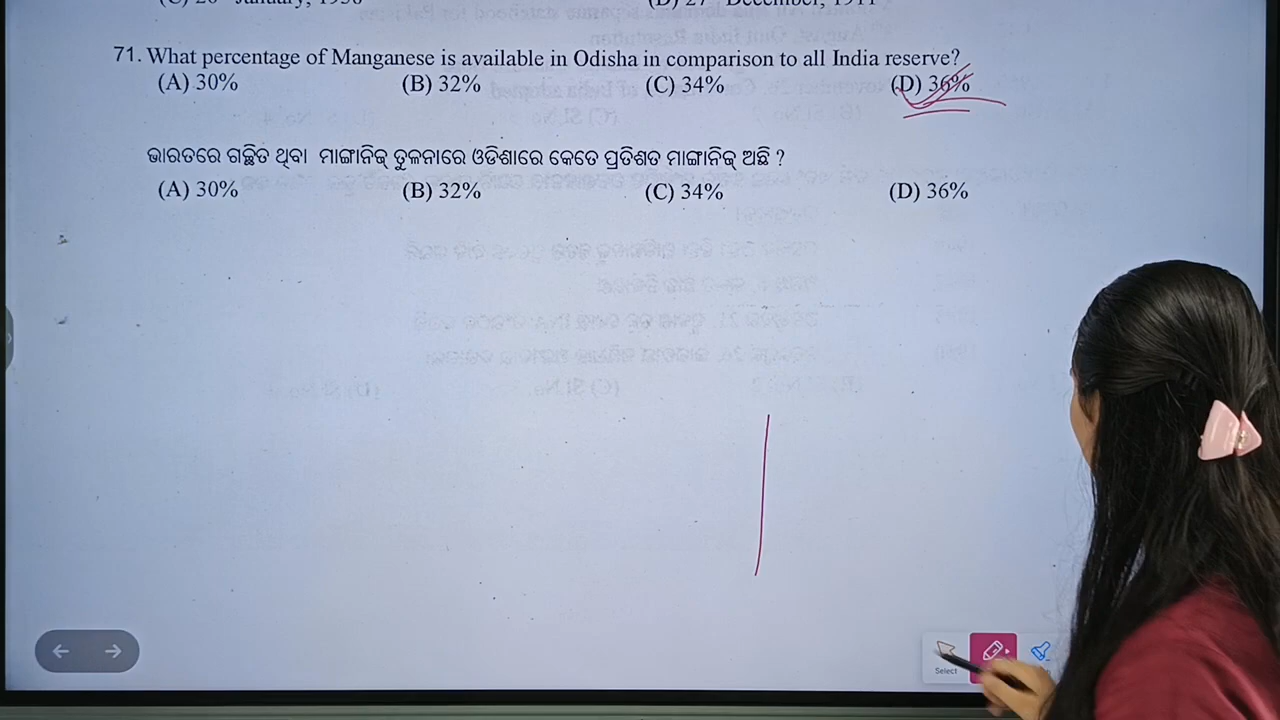 71. What percentage of Manganese is available in Odisha in comparison to all India reserve?
(A) 30% (B) 32% (C) 34% (D) 36%
ଭାରତରେ ଗଚ୍ଛିତ ଥିବା ମାଙ୍ଗାନିଜ୍ ତୁଳନାରେ ଓଡିଶାରେ କେତେ ପ୍ରତିଶତ ମାଙ୍ଗାନିଜ୍ ଅଛି ?
(A) 30% (B) 32% (C) 34% (D) 36%
Select